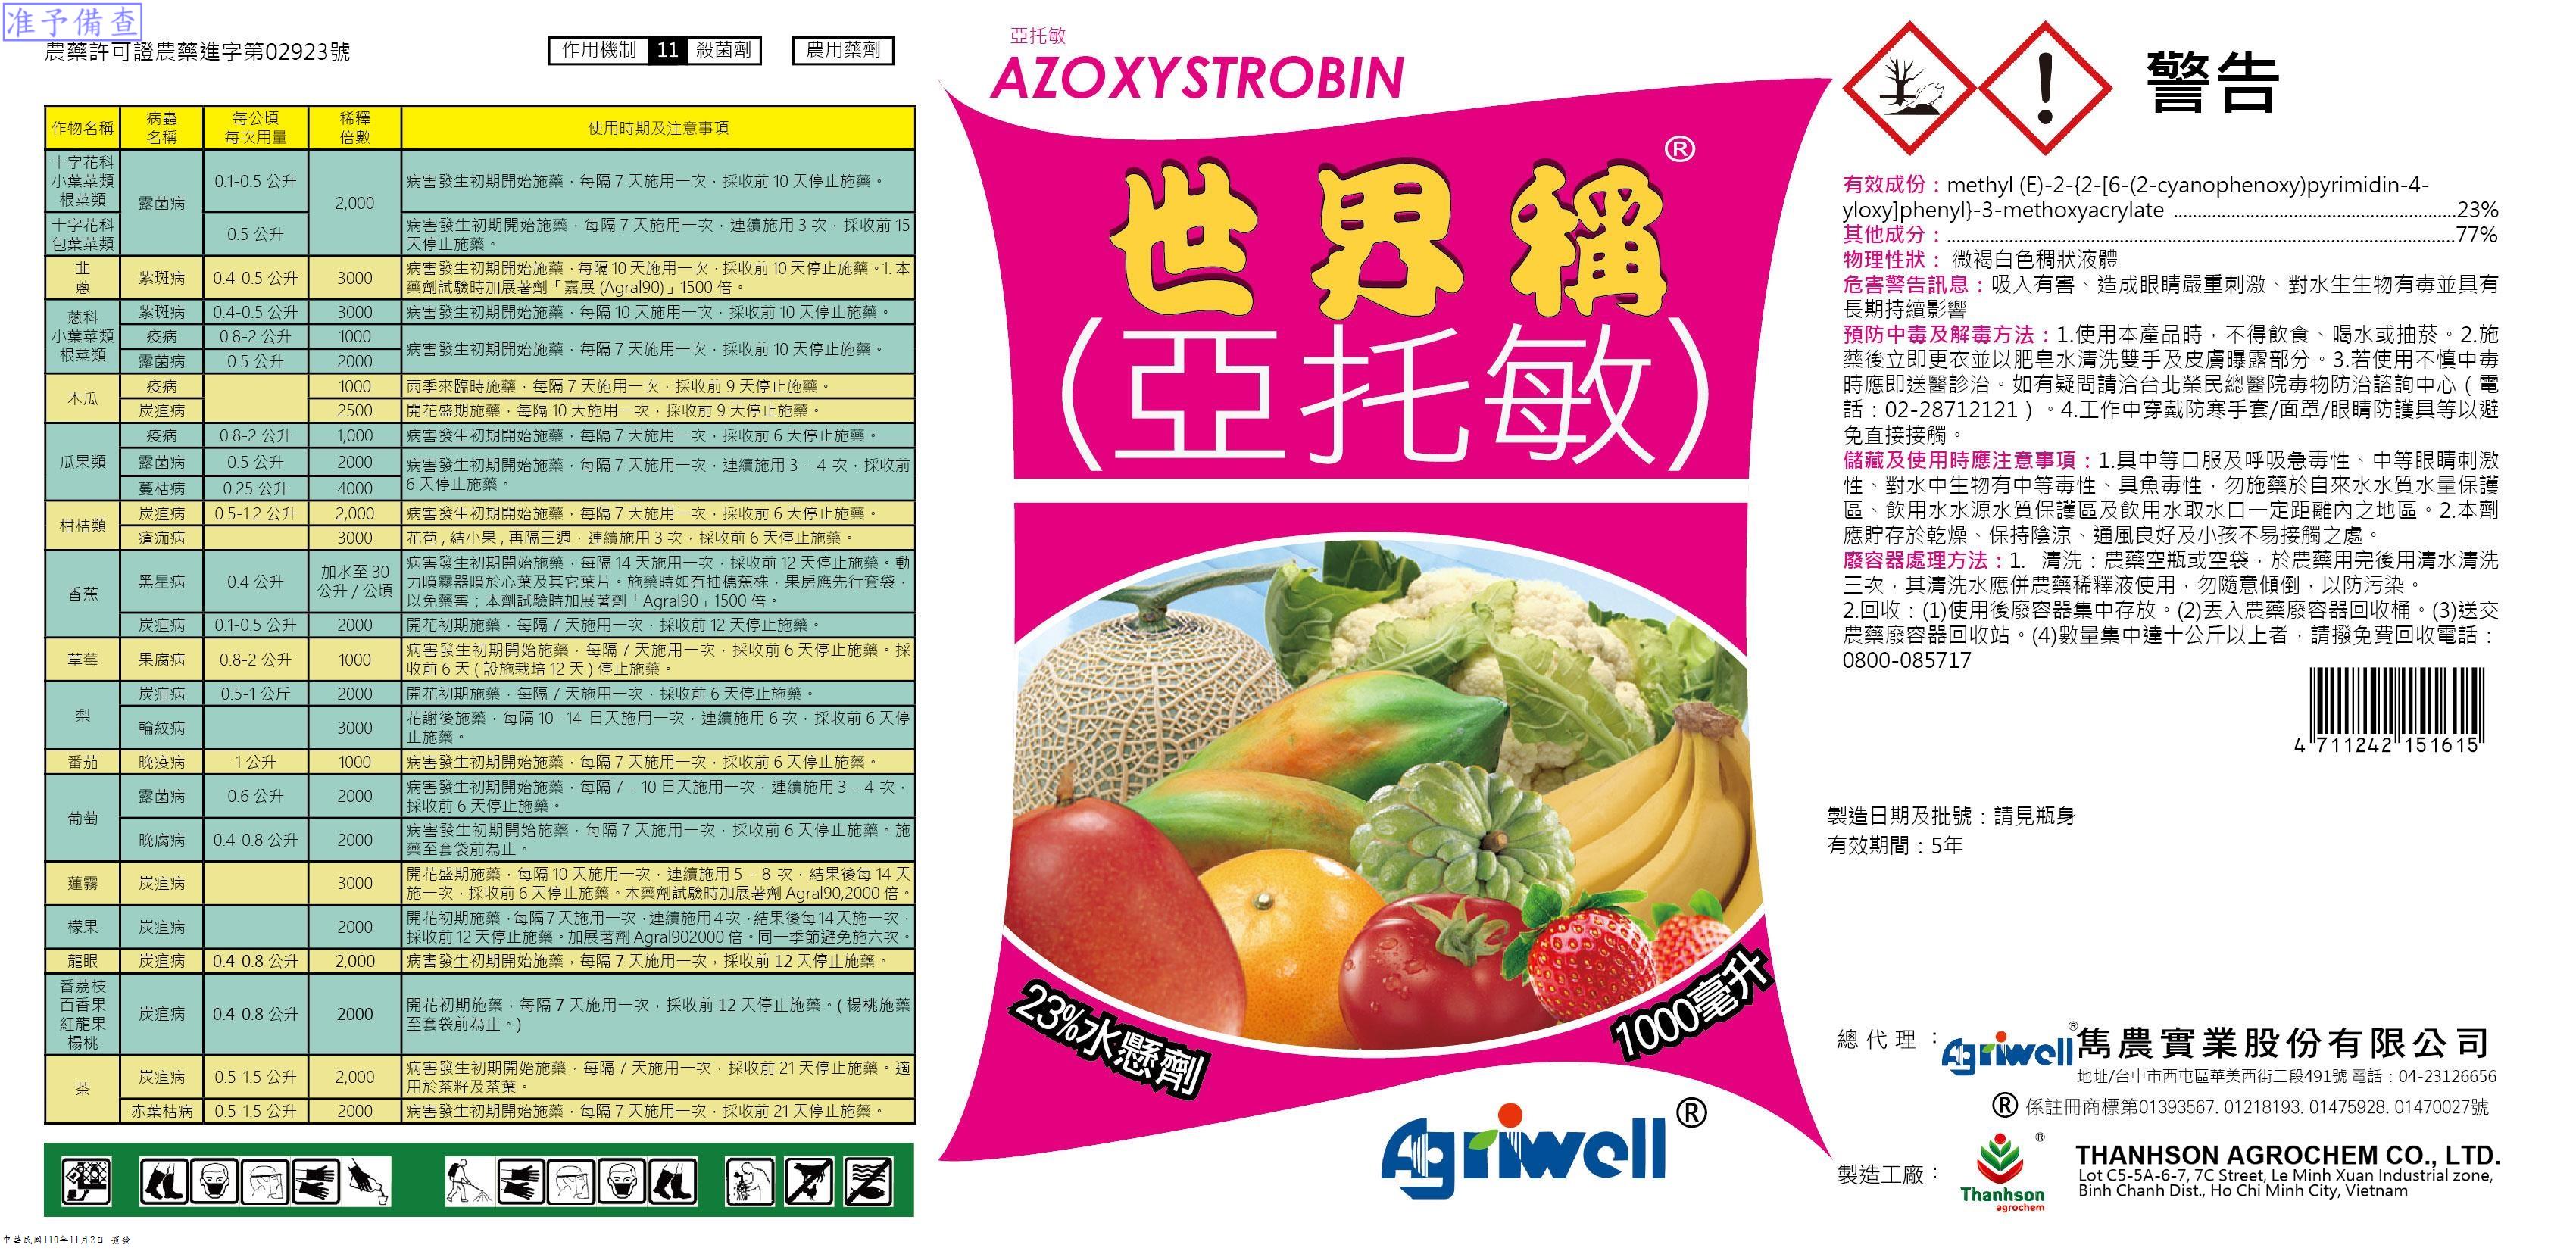 准予備查
農藥許可證農藥進字第02923號
作用機制 11 殺菌劑
農用藥劑
作物名稱 病蟲名稱 每公頃每次用量 稀釋倍數 使用時期及注意事項
十字花科小葉菜類根菜類 露菌病 0.1-0.5 公升 2,000 病害發生初期開始施藥，每隔 7 天施用一次，採收前 10 天停止施藥。
十字花科包葉菜類 0.5 公升 病害發生初期開始施藥，每隔 7 天施用一次，連續施用 3 次，採收前 15
天停止施藥。
韭蔥 紫斑病 0.4-0.5 公升 3000 病害發生初期開始施藥，每隔 10 天施用一次，採收前 10 天停止施藥。1. 本
藥劑試驗時加展著劑「嘉展 (Agral90)」1500 倍。
蔥科小葉菜類根菜類 紫斑病 0.4-0.5 公升 3000 病害發生初期開始施藥，每隔 10 天施用一次，採收前 10 天停止施藥。
疫病 0.8-2 公升 1000 病害發生初期開始施藥，每隔 7 天施用一次，採收前 10 天停止施藥。
露菌病 0.5 公升 2000
木瓜 疫病 1000 雨季來臨時施藥，每隔 7 天施用一次，採收前 9 天停止施藥。
炭疽病 2500 開花盛期施藥，每隔 10 天施用一次，採收前 9 天停止施藥。
瓜果類 疫病 0.8-2 公升 1,000 病害發生初期開始施藥，每隔 7 天施用一次，採收前 6 天停止施藥。
露菌病 0.5 公升 2000 病害發生初期開始施藥，每隔 7 天施用一次，連續施用 3 - 4 次，採收前
蔓枯病 0.25 公升 4000 6 天停止施藥。
柑桔類 炭疽病 0.5-1.2 公升 2,000 病害發生初期開始施藥，每隔 7 天施用一次，採收前 6 天停止施藥。
瘡痂病 3000 花苞 , 結小果 , 再隔三週，連續施用 3 次，採收前 6 天停止施藥。
香蕉 黑星病 0.4 公升 加水至 30 公升 / 公頃 病害發生初期開始施藥，每隔 14 天施用一次，採收前 12 天停止施藥。動
力噴霧器噴於心葉及其它葉片。施藥時如有抽穗蕉株，果房應先行套袋，
以免藥害；本劑試驗時加展著劑「Agral90」1500 倍。
炭疽病 0.1-0.5 公升 2000 開花初期施藥，每隔 7 天施用一次，採收前 12 天停止施藥。
草莓 果腐病 0.8-2 公升 1000 病害發生初期開始施藥，每隔 7 天施用一次，採收前 6 天停止施藥。採
收前 6 天 ( 設施栽培 12 天 ) 停止施藥。
梨 炭疽病 0.5-1 公斤 2000 開花初期施藥，每隔 7 天施用一次，採收前 6 天停止施藥。
輪紋病 3000 花謝後施藥，每隔 10 -14 日天施用一次，連續施用 6 次，採收前 6 天停
止施藥。
番茄 晚疫病 1 公升 1000 病害發生初期開始施藥，每隔 7 天施用一次，採收前 6 天停止施藥。
葡萄 露菌病 0.6 公升 2000 病害發生初期開始施藥，每隔 7 - 10 日天施用一次，連續施用 3 - 4 次，
採收前 6 天停止施藥。
晚腐病 0.4-0.8 公升 2000 病害發生初期開始施藥，每隔 7 天施用一次，採收前 6 天停止施藥。施
藥至套袋前為止。
蓮霧 炭疽病 3000 開花盛期施藥，每隔 10 天施用一次，連續施用 5 - 8 次，結果後每 14 天
施一次，採收前 6 天停止施藥。本藥劑試驗時加展著劑 Agral90,2000 倍。
檬果 炭疽病 2000 開花初期施藥，每隔 7 天施用一次，連續施用 4 次，結果後每 14 天施一次，
採收前 12 天停止施藥。加展著劑 Agral902000 倍。同一季節避免施六次。
龍眼 炭疽病 0.4-0.8 公升 2,000 病害發生初期開始施藥，每隔 7 天施用一次，採收前 12 天停止施藥。
番荔枝百香果紅龍果楊桃 炭疽病 0.4-0.8 公升 2000 開花初期施藥，每隔 7 天施用一次，採收前 12 天停止施藥。( 楊桃施藥
至套袋前為止。)
茶 炭疽病 0.5-1.5 公升 2,000 病害發生初期開始施藥，每隔 7 天施用一次，採收前 21 天停止施藥。適
用於茶籽及茶葉。
赤葉枯病 0.5-1.5 公升 2000 病害發生初期開始施藥，每隔 7 天施用一次，採收前 21 天停止施藥。
中華民國110年11月2日 簽發
亞托敏
AZOXYSTROBIN
世界稱®
(亞托敏)
23%水懸劑
1000毫升
Agriwell®
警告
有效成份：methyl (E)-2-{2-[6-(2-cyanophenoxy)pyrimidin-4-
yloxy]phenyl}-3-methoxyacrylate ........................23%
其他成分：........................77%
物理性狀： 微褐白色稠狀液體
危害警告訊息：吸入有害、造成眼睛嚴重刺激、對水生生物有毒並具有
長期持續影響
預防中毒及解毒方法：1.使用本產品時，不得飲食、喝水或抽菸。2.施
藥後立即更衣並以肥皂水清洗雙手及皮膚曝露部分。3.若使用不慎中毒
時應即送醫診治。如有疑問請洽台北榮民總醫院毒物防治諮詢中心（電
話：02-28712121）。4.工作中穿戴防寒手套/面罩/眼睛防護具等以避
免直接接觸。
儲藏及使用時應注意事項：1.具中等口服及呼吸急毒性、中等眼睛刺激
性、對水中生物有中等毒性、具魚毒性，勿施藥於自來水水質水量保護
區、飲用水水源水質保護區及飲用水取水口一定距離內之地區。2.本劑
應貯存於乾燥、保持陰涼、通風良好及小孩不易接觸之處。
廢容器處理方法：1. 清洗：農藥空瓶或空袋，於農藥用完後用清水清洗
三次，其清洗水應併農藥稀釋液使用，勿隨意傾倒，以防污染。
2.回收：(1)使用後廢容器集中存放。(2)丟入農藥廢容器回收桶。(3)送交
農藥廢容器回收站。(4)數量集中達十公斤以上者，請撥免費回收電話：
0800-085717
4 711242 151615
製造日期及批號：請見瓶身
有效期間：5年
總代理：Agriwell®雋農實業股份有限公司
地址/台中市西屯區華美西街二段491號 電話：04-23126656
® 係註冊商標第01393567. 01218193. 01475928. 01470027號
製造工廠：Thanhson agrochem ® THANHSON AGROCHEM CO., LTD.
Lot C5-5A-6-7, 7C Street, Le Minh Xuan Industrial zone,
Binh Chanh Dist., Ho Chi Minh City, Vietnam